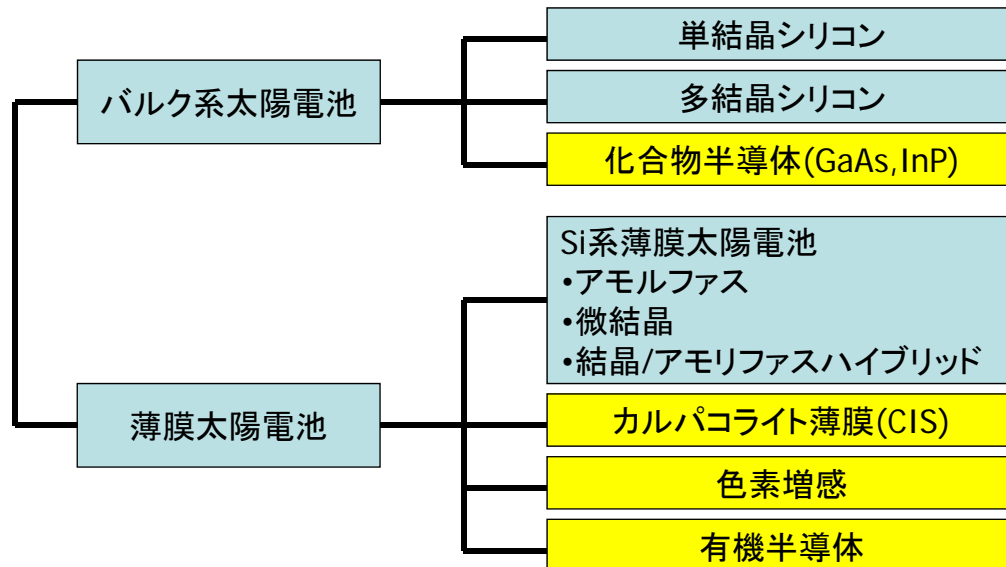 バルク系太陽電池
単結晶シリコン
多結晶シリコン
化合物半導体(GaAs,InP)
薄膜太陽電池
Si系薄膜太陽電池
・アモルファス
・微結晶
・結晶/アモリファスハイブリッド
カルパコライト薄膜(CIS)
色素増感
有機半導体